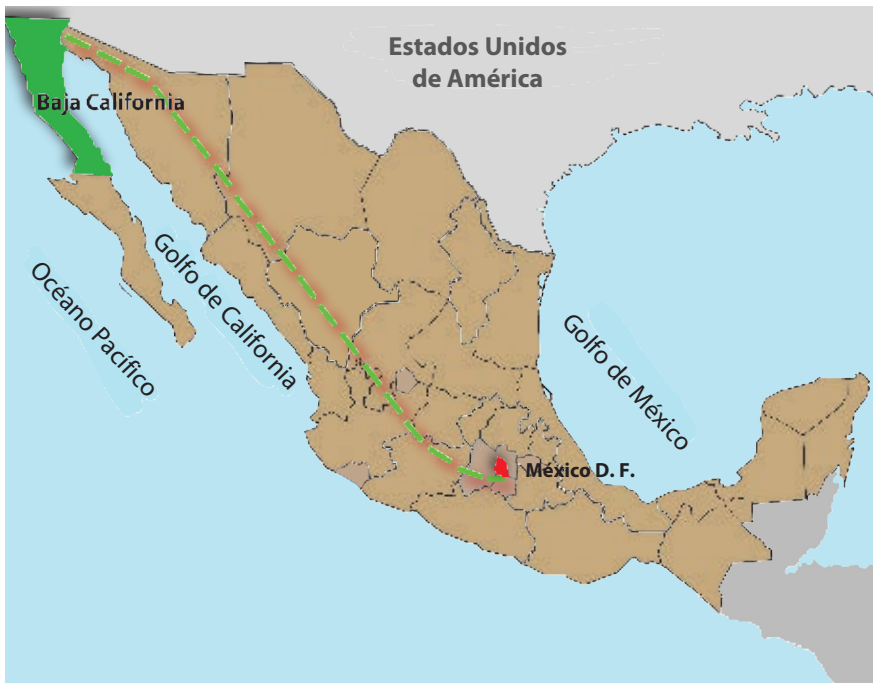 Estados Unidos
de América
Baja California
Golfo de California
Océano Pacífico
Golfo de México
México D. F.